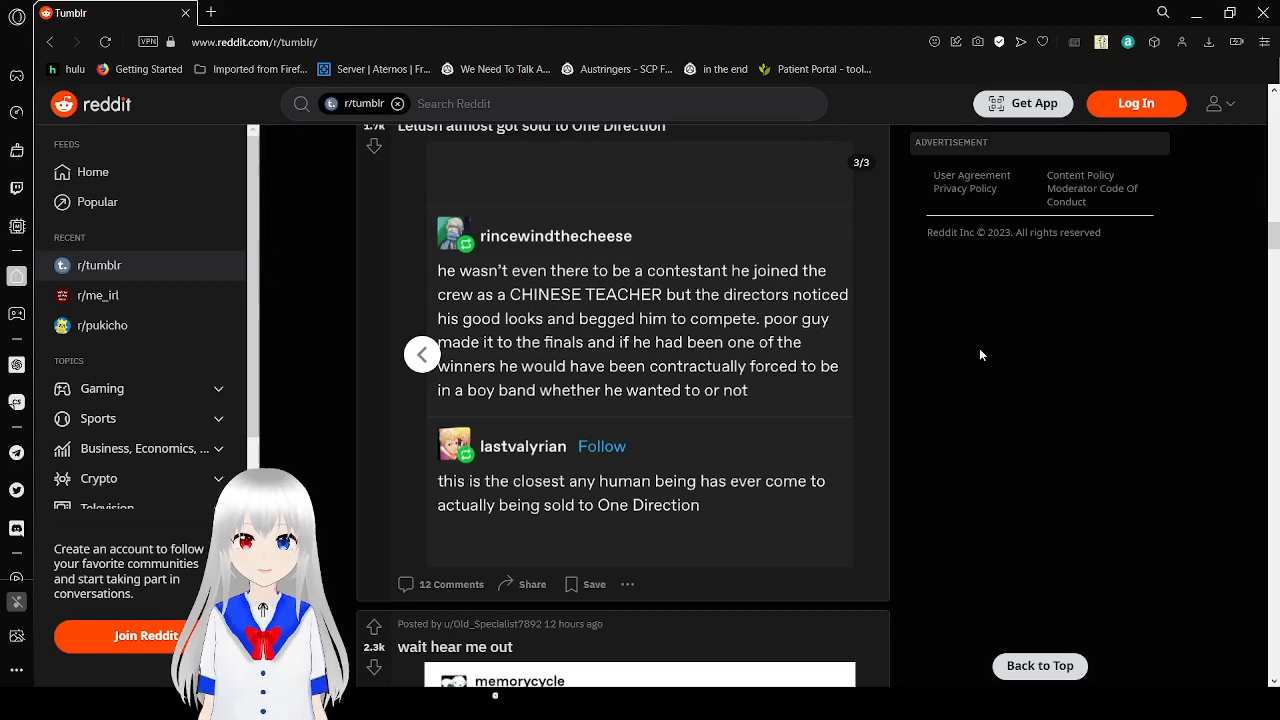 Tumblr
VPN
www.reddit.com/r/tumblr/
hulu
Getting Started
Imported from Firef...
Server | Aternos | Fr...
We Need To Talk A...
Austringers - SCP F...
in the end
Patient Portal - tool...
reddit
r/tumblr
Search Reddit
Get App
Log In
FEEDS
Home
Popular
RECENT
r/tumblr
r/me_irl
r/pukicho
TOPICS
Gaming
Sports
Business, Economics, ...
Crypto
Television
Create an account to follow
your favorite communities
and start taking part in
conversations.
Join Reddit
1.7k
Lelush almost got sold to One Direction
3/3
rincewindthecheese
he wasn't even there to be a contestant he joined the
crew as a CHINESE TEACHER but the directors noticed
his good looks and begged him to compete. poor guy
made it to the finals and if he had been one of the
winners he would have been contractually forced to be
in a boy band whether he wanted to or not
lastvalyrian Follow
this is the closest any human being has ever come to
actually being sold to One Direction
12 Comments
Share
Save
Posted by u/Old_Specialist7892 12 hours ago
2.3k
wait hear me out
memorycycle
ADVERTISEMENT
User Agreement
Privacy Policy
Content Policy
Moderator Code Of
Conduct
Reddit Inc © 2023. All rights reserved
Back to Top